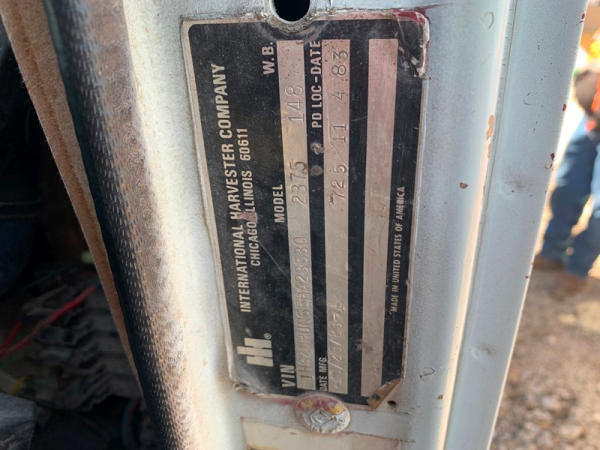 INTERNATIONAL HARVESTER COMPANY
CHICAGO, ILLINOIS 60611
VIN MODEL W.B.
2375 148
DATE MFG. PD LOC-DATE
725 11 4 83
MADE IN UNITED STATES OF AMERICA